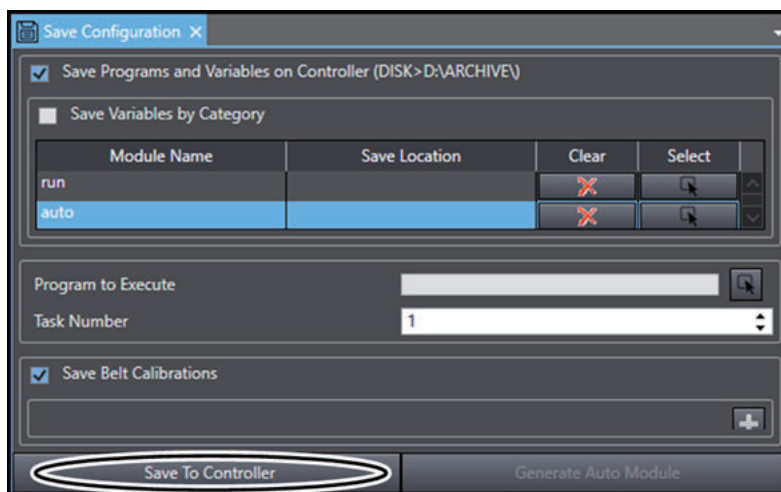 Save Configuration
Save Programs and Variables on Controller (DISK>D:\ARCHIVE\)
Save Variables by Category
Module Name Save Location Clear Select
run
auto
Program to Execute
Task Number 1
Save Belt Calibrations
Save To Controller Generate Auto Module